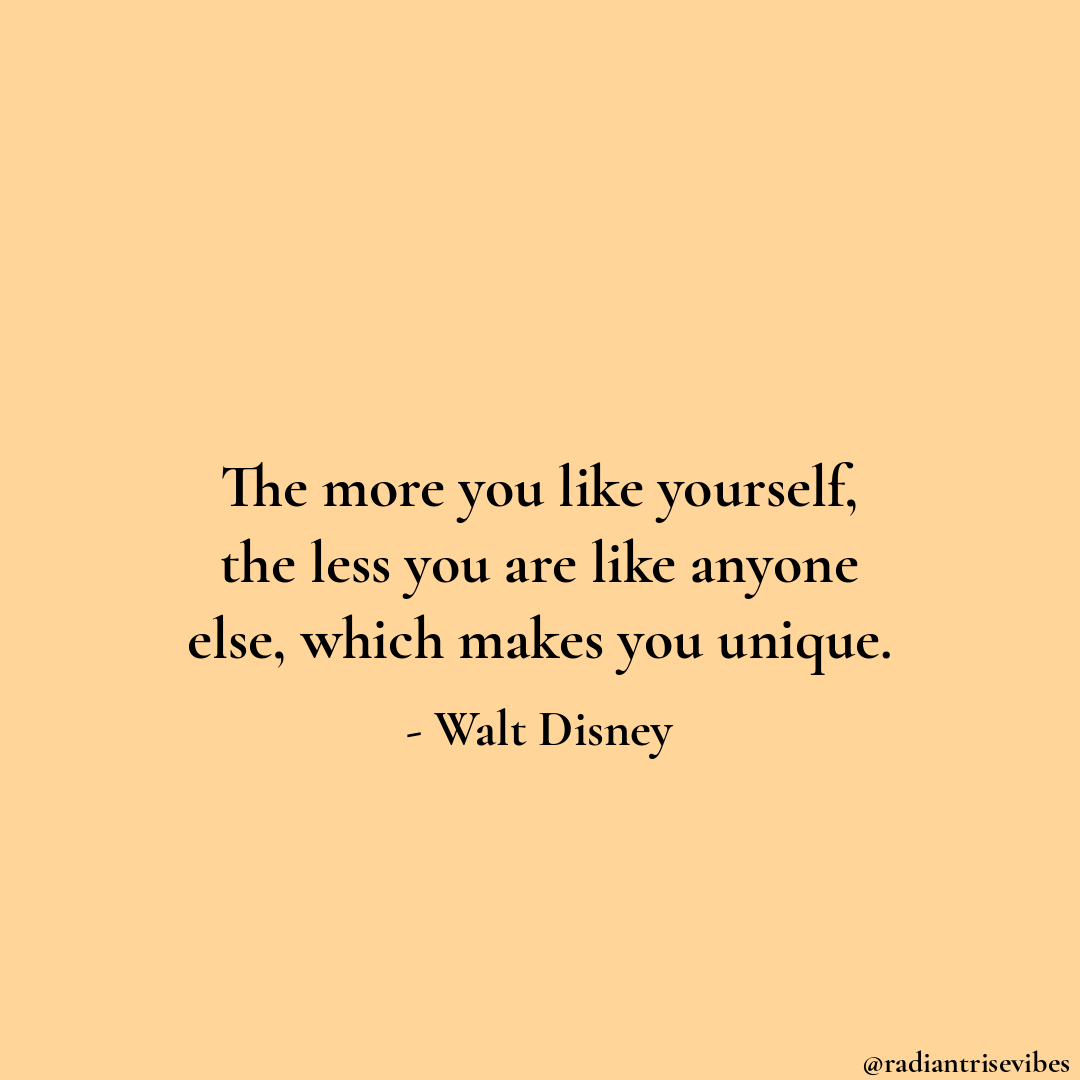 The more you like yourself,
the less you are like anyone
else, which makes you unique.
- Walt Disney
@radiantrisevibes